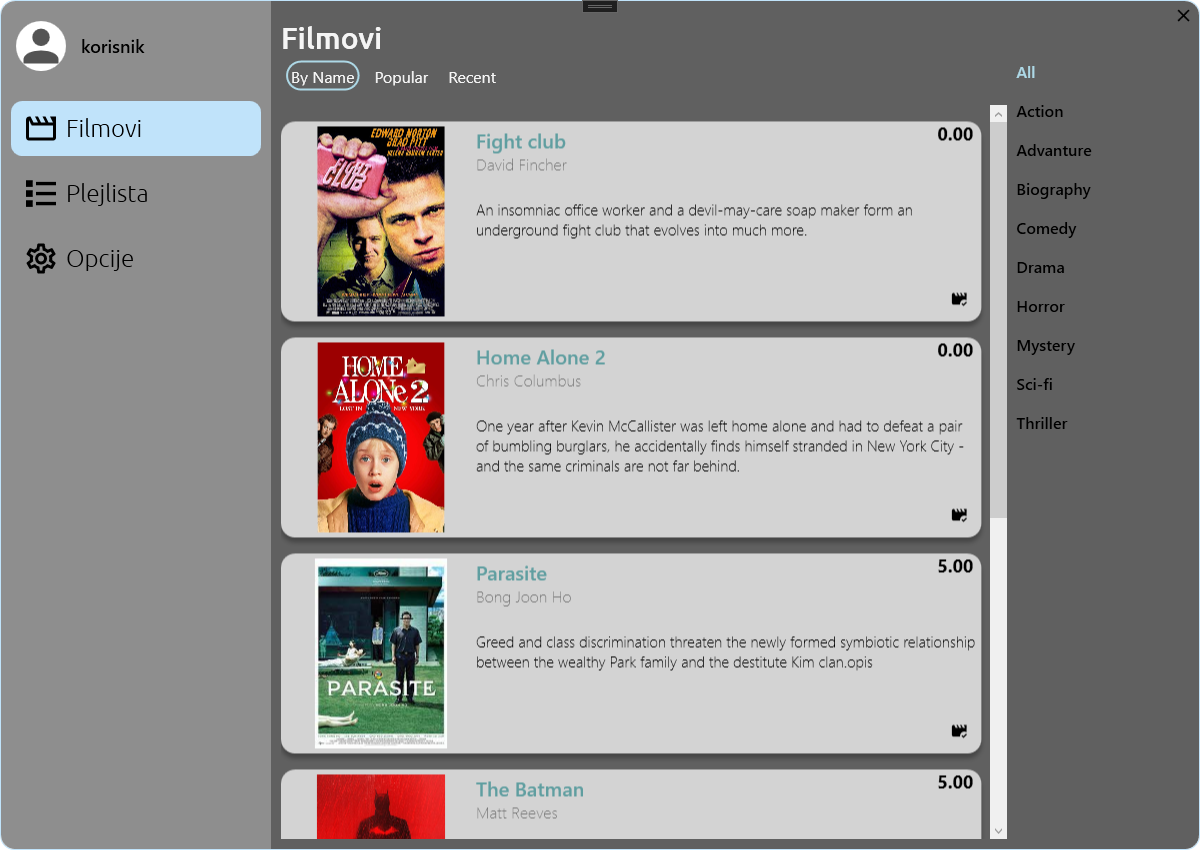 korisnik
Filmovi
Plejlista
Opcije
Filmovi
By Name Popular Recent
EDWARD NORTON
BRAD PITT
HELENA BONHAM CARTER
FIGHT
CLUB
Fight club
David Fincher
0.00
An insomniac office worker and a devil-may-care soap maker form an
underground fight club that evolves into much more.
HOME
ALONe 2
LOST IN NEW YORK
Home Alone 2
Chris Columbus
0.00
One year after Kevin McCallister was left home alone and had to defeat a pair
of bumbling burglars, he accidentally finds himself stranded in New York City -
and the same criminals are not far behind.
PARASITE
Parasite
Bong Joon Ho
5.00
Greed and class discrimination threaten the newly formed symbiotic relationship
between the wealthy Park family and the destitute Kim clan.opis
The Batman
Matt Reeves
5.00
All
Action
Advanture
Biography
Comedy
Drama
Horror
Mystery
Sci-fi
Thriller